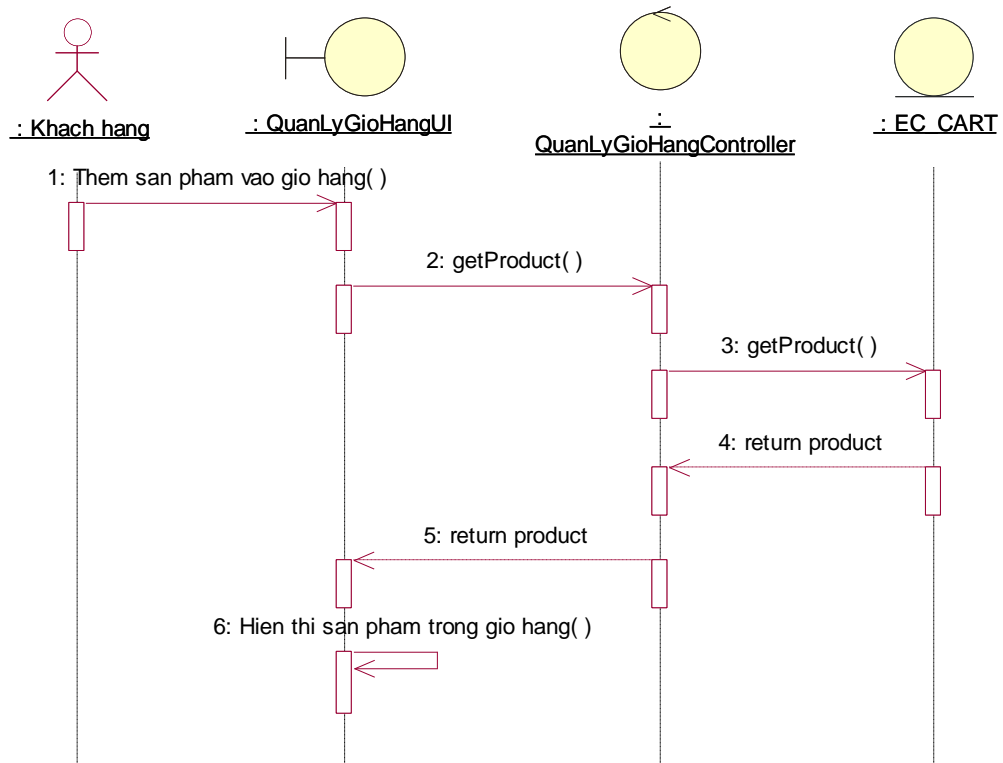 : Khach hang
: QuanLyGioHangUI
:
QuanLyGioHangController
: EC_CART
1: Them san pham vao gio hang( )
2: getProduct( )
3: getProduct( )
4: return product
5: return product
6: Hien thi san pham trong gio hang( )